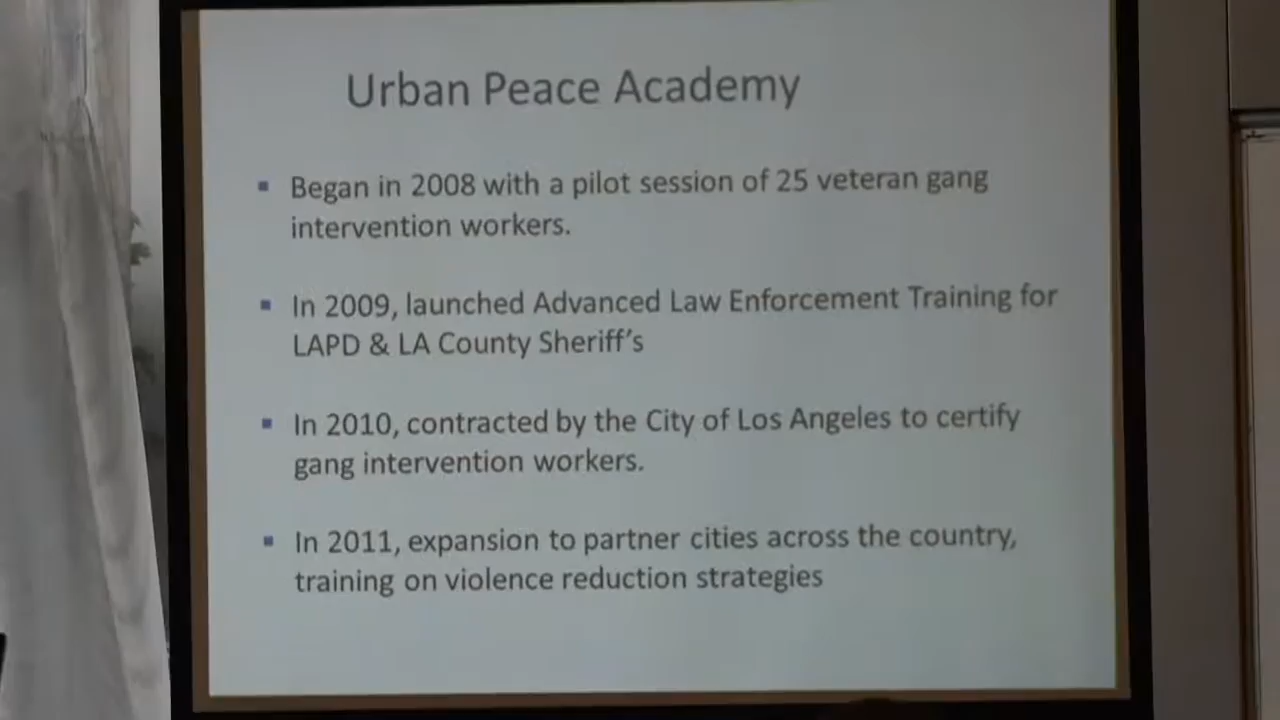 Urban Peace Academy
▪ Began in 2008 with a pilot session of 25 veteran gang
intervention workers.
▪ In 2009, launched Advanced Law Enforcement Training for
LAPD & LA County Sheriff's
▪ In 2010, contracted by the City of Los Angeles to certify
gang intervention workers.
▪ In 2011, expansion to partner cities across the country,
training on violence reduction strategies